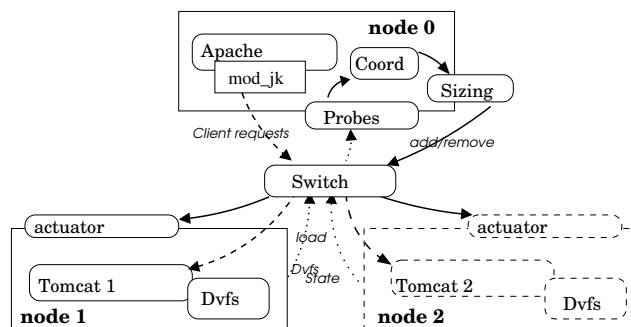 node 0
Apache
mod_jk
Coord
Sizing
Probes
Client requests
add/remove
Switch
actuator
actuator
load
Dvfs
State
Tomcat 1
Dvfs
node 1
Tomcat 2
Dvfs
node 2